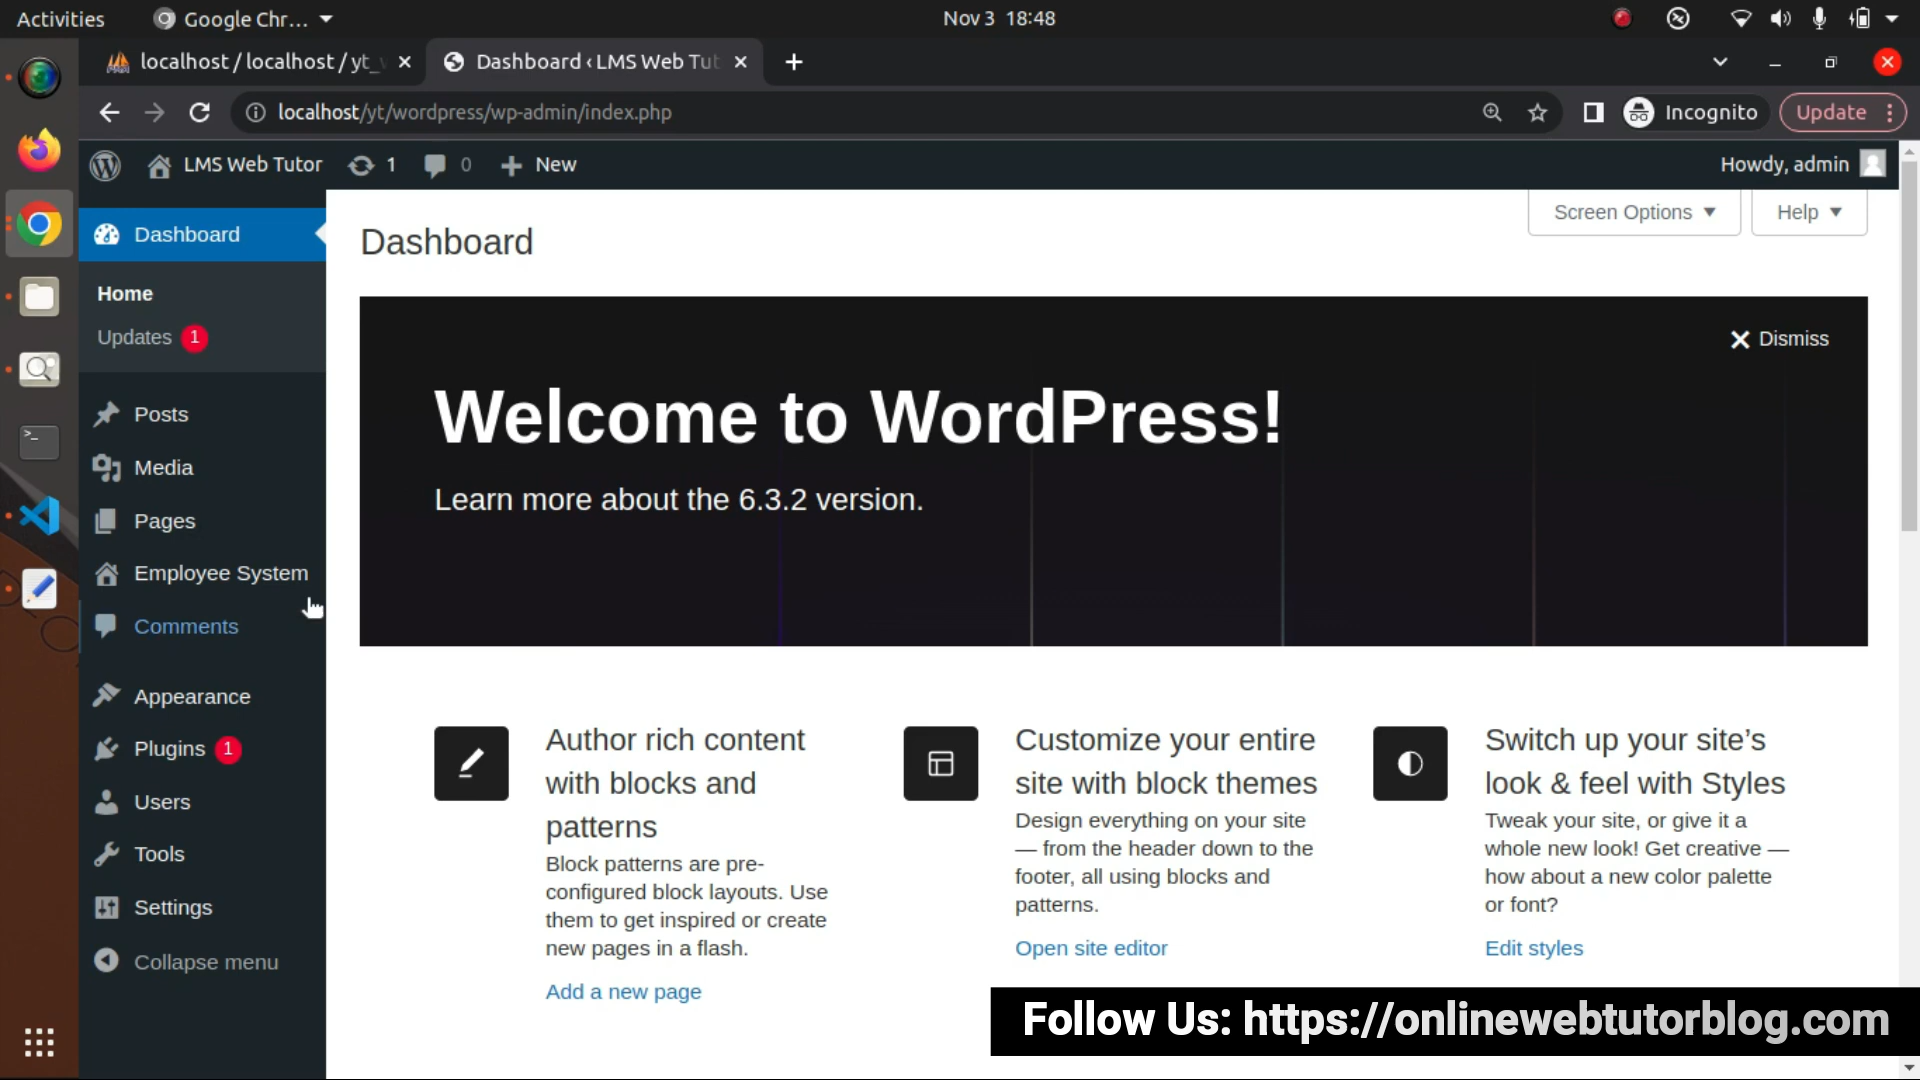 Activities
Google Chr...
Nov 3 18:48
localhost / localhost / yt_
Dashboard ‹ LMS Web Tut
localhost/yt/wordpress/wp-admin/index.php
Incognito
Update
LMS Web Tutor
1
0
New
Howdy, admin
Dashboard
Home
Updates 1
Posts
Media
Pages
Employee System
Comments
Appearance
Plugins 1
Users
Tools
Settings
Collapse menu
Screen Options
Help
Dashboard
Dismiss
Welcome to WordPress!
Learn more about the 6.3.2 version.
Author rich content
with blocks and
patterns
Block patterns are pre-
configured block layouts. Use
them to get inspired or create
new pages in a flash.
Add a new page
Customize your entire
site with block themes
Design everything on your site
— from the header down to the
footer, all using blocks and
patterns.
Open site editor
Switch up your site’s
look & feel with Styles
Tweak your site, or give it a
whole new look! Get creative —
how about a new color palette
or font?
Edit styles
Follow Us: https://onlinewebtutorblog.com